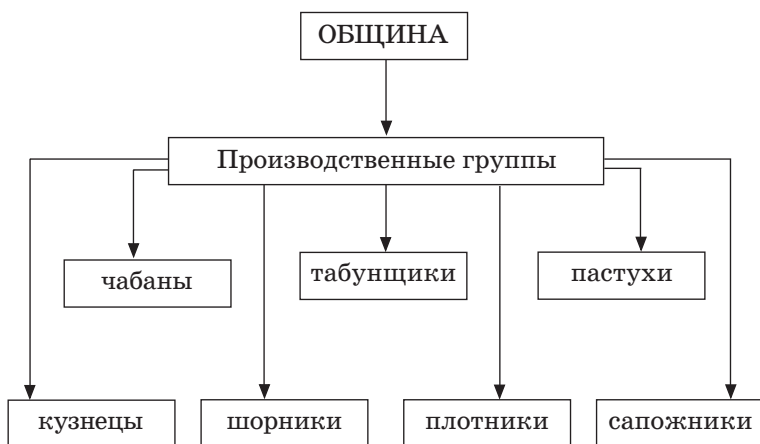 ОБЩИНА
Производственные группы
чабаны
табунщики
пастухи
кузнецы
шорники
плотники
сапожники